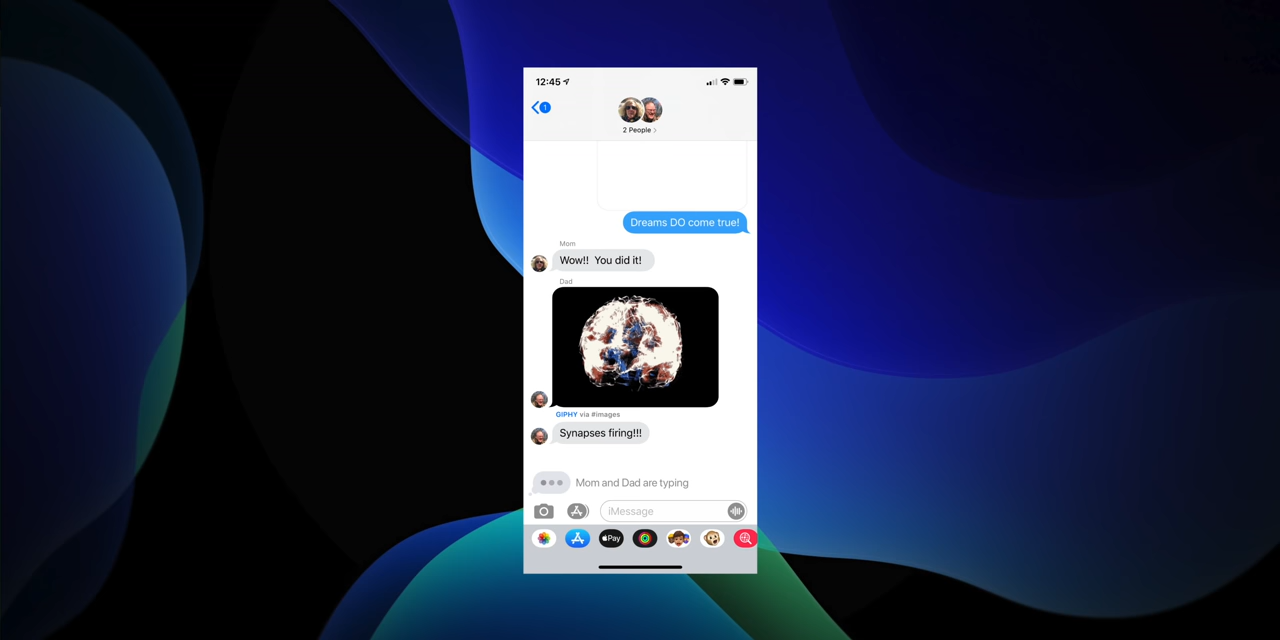 12:45
1
2 People
Dreams DO come true!
Mom
Wow!! You did it!
Dad
GIPHY via #images
Synapses firing!!!
Mom and Dad are typing
iMessage
Pay